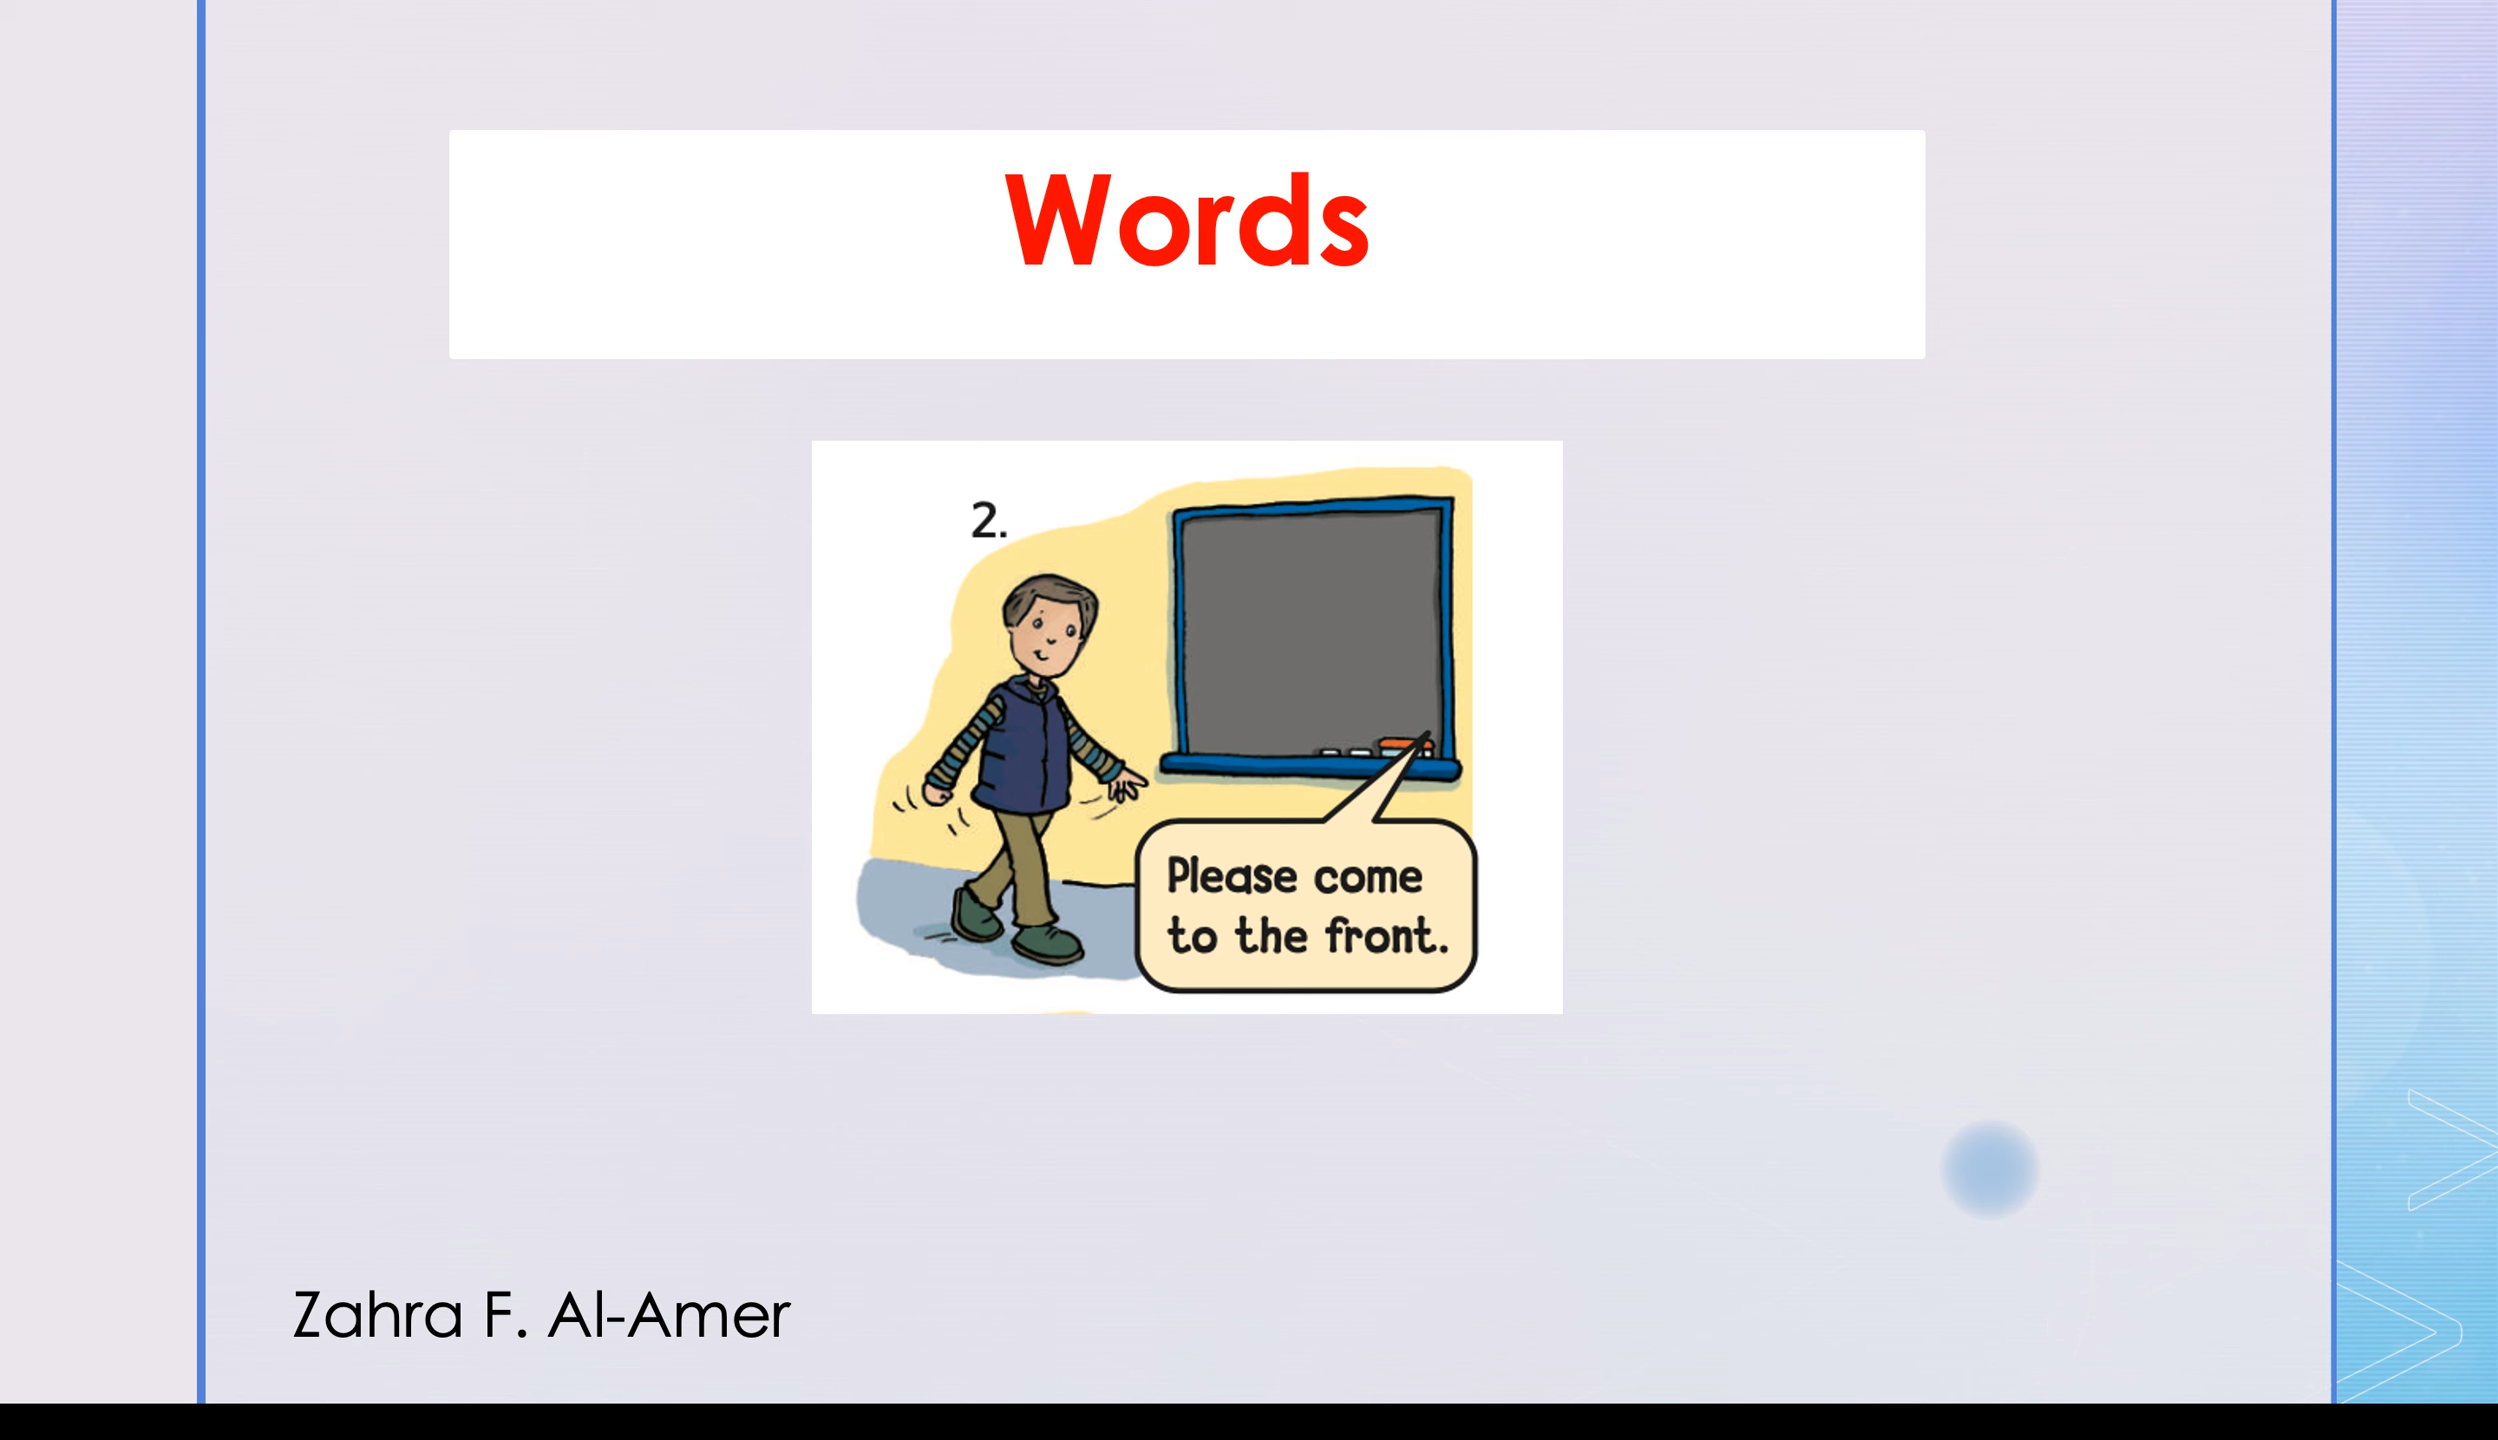 Words
2.
Please come
to the front.
Zahra F. Al-Amer